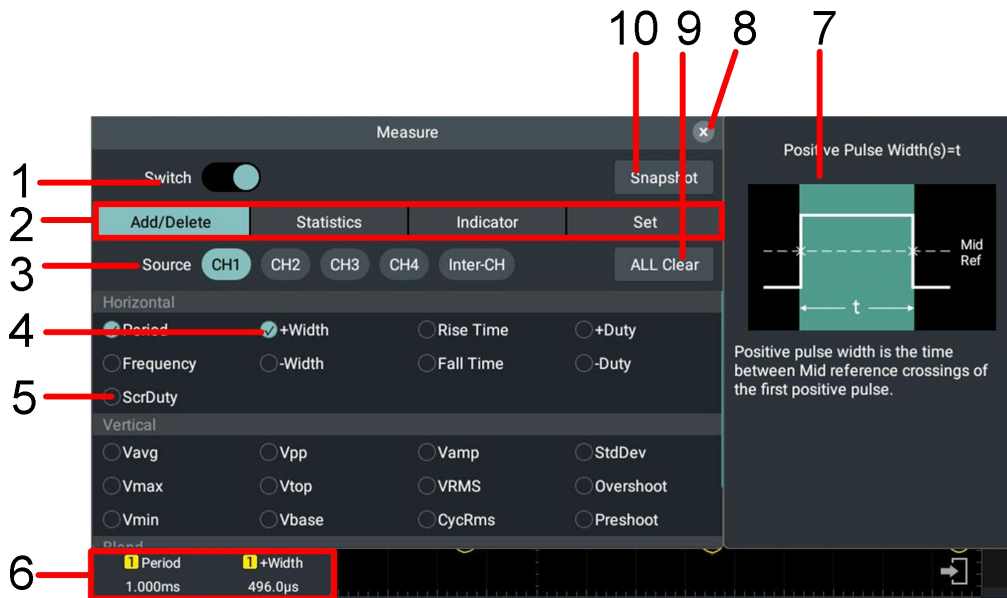 10 9 8 7
Measure
x
Positive Pulse Width(s)=t
1
Switch
Snapshot
2
Add/Delete Statistics Indicator Set
3
Source CH1 CH2 CH3 CH4 Inter-CH ALL Clear
Mid
Ref
t
Horizontal
4
Period +Width Rise Time +Duty
Frequency -Width Fall Time -Duty
5
ScrDuty
Positive pulse width is the time
between Mid reference crossings of
the first positive pulse.
Vertical
Vavg Vpp Vamp StdDev
Vmax Vtop VRMS Overshoot
Vmin Vbase CycRms Preshoot
6
1 Period 1 +Width
1.000ms 496.0µs